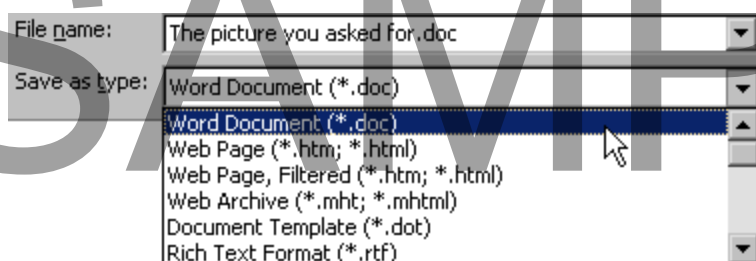 File name: The picture you asked for.doc
Save as type: Word Document (*.doc)
Word Document (*.doc)
Web Page (*.htm; *.html)
Web Page, Filtered (*.htm; *.html)
Web Archive (*.mht; *.mhtml)
Document Template (*.dot)
Rich Text Format (*.rtf)